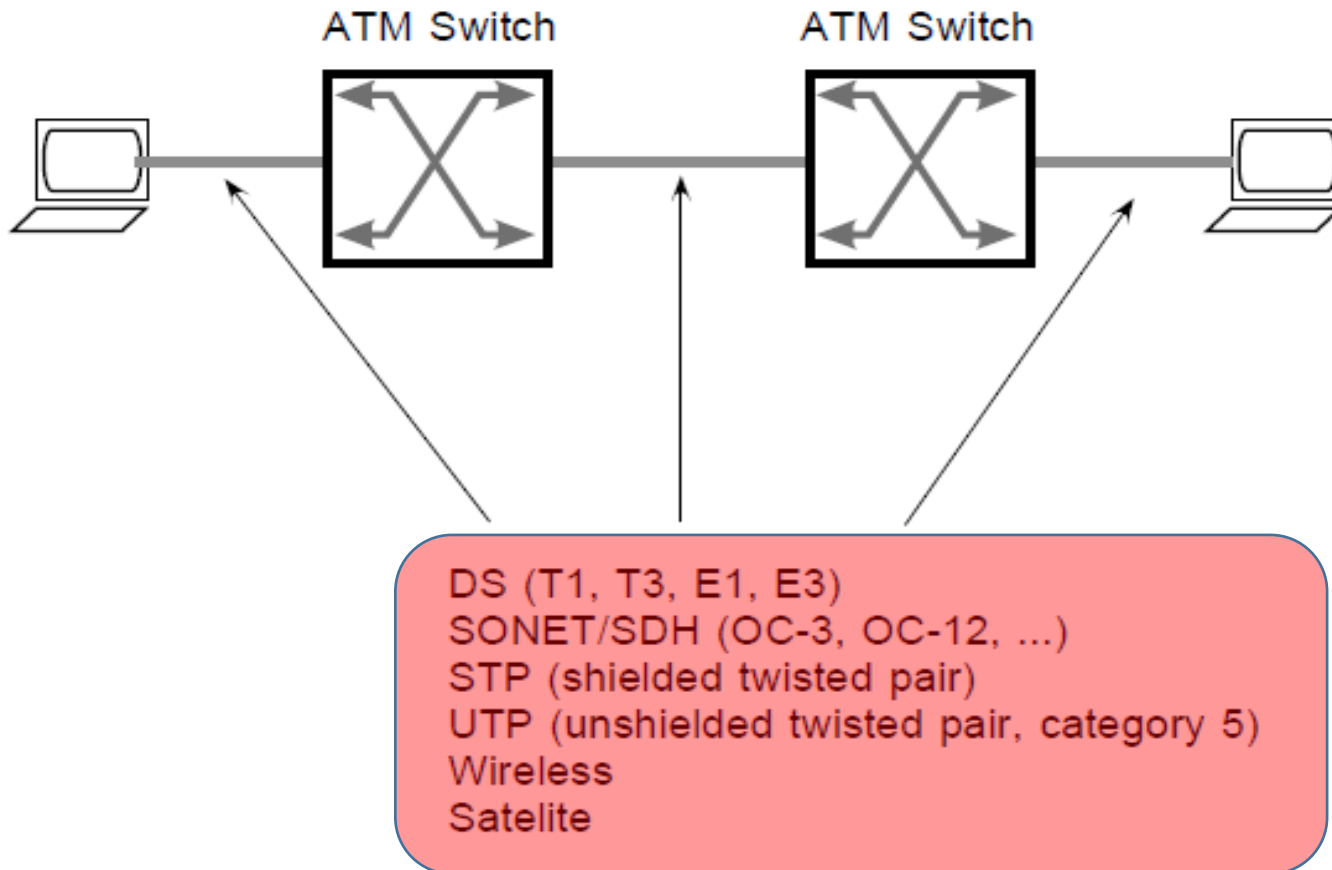 ATM Switch
ATM Switch
DS (T1, T3, E1, E3)
SONET/SDH (OC-3, OC-12, ...)
STP (shielded twisted pair)
UTP (unshielded twisted pair, category 5)
Wireless
Satelite